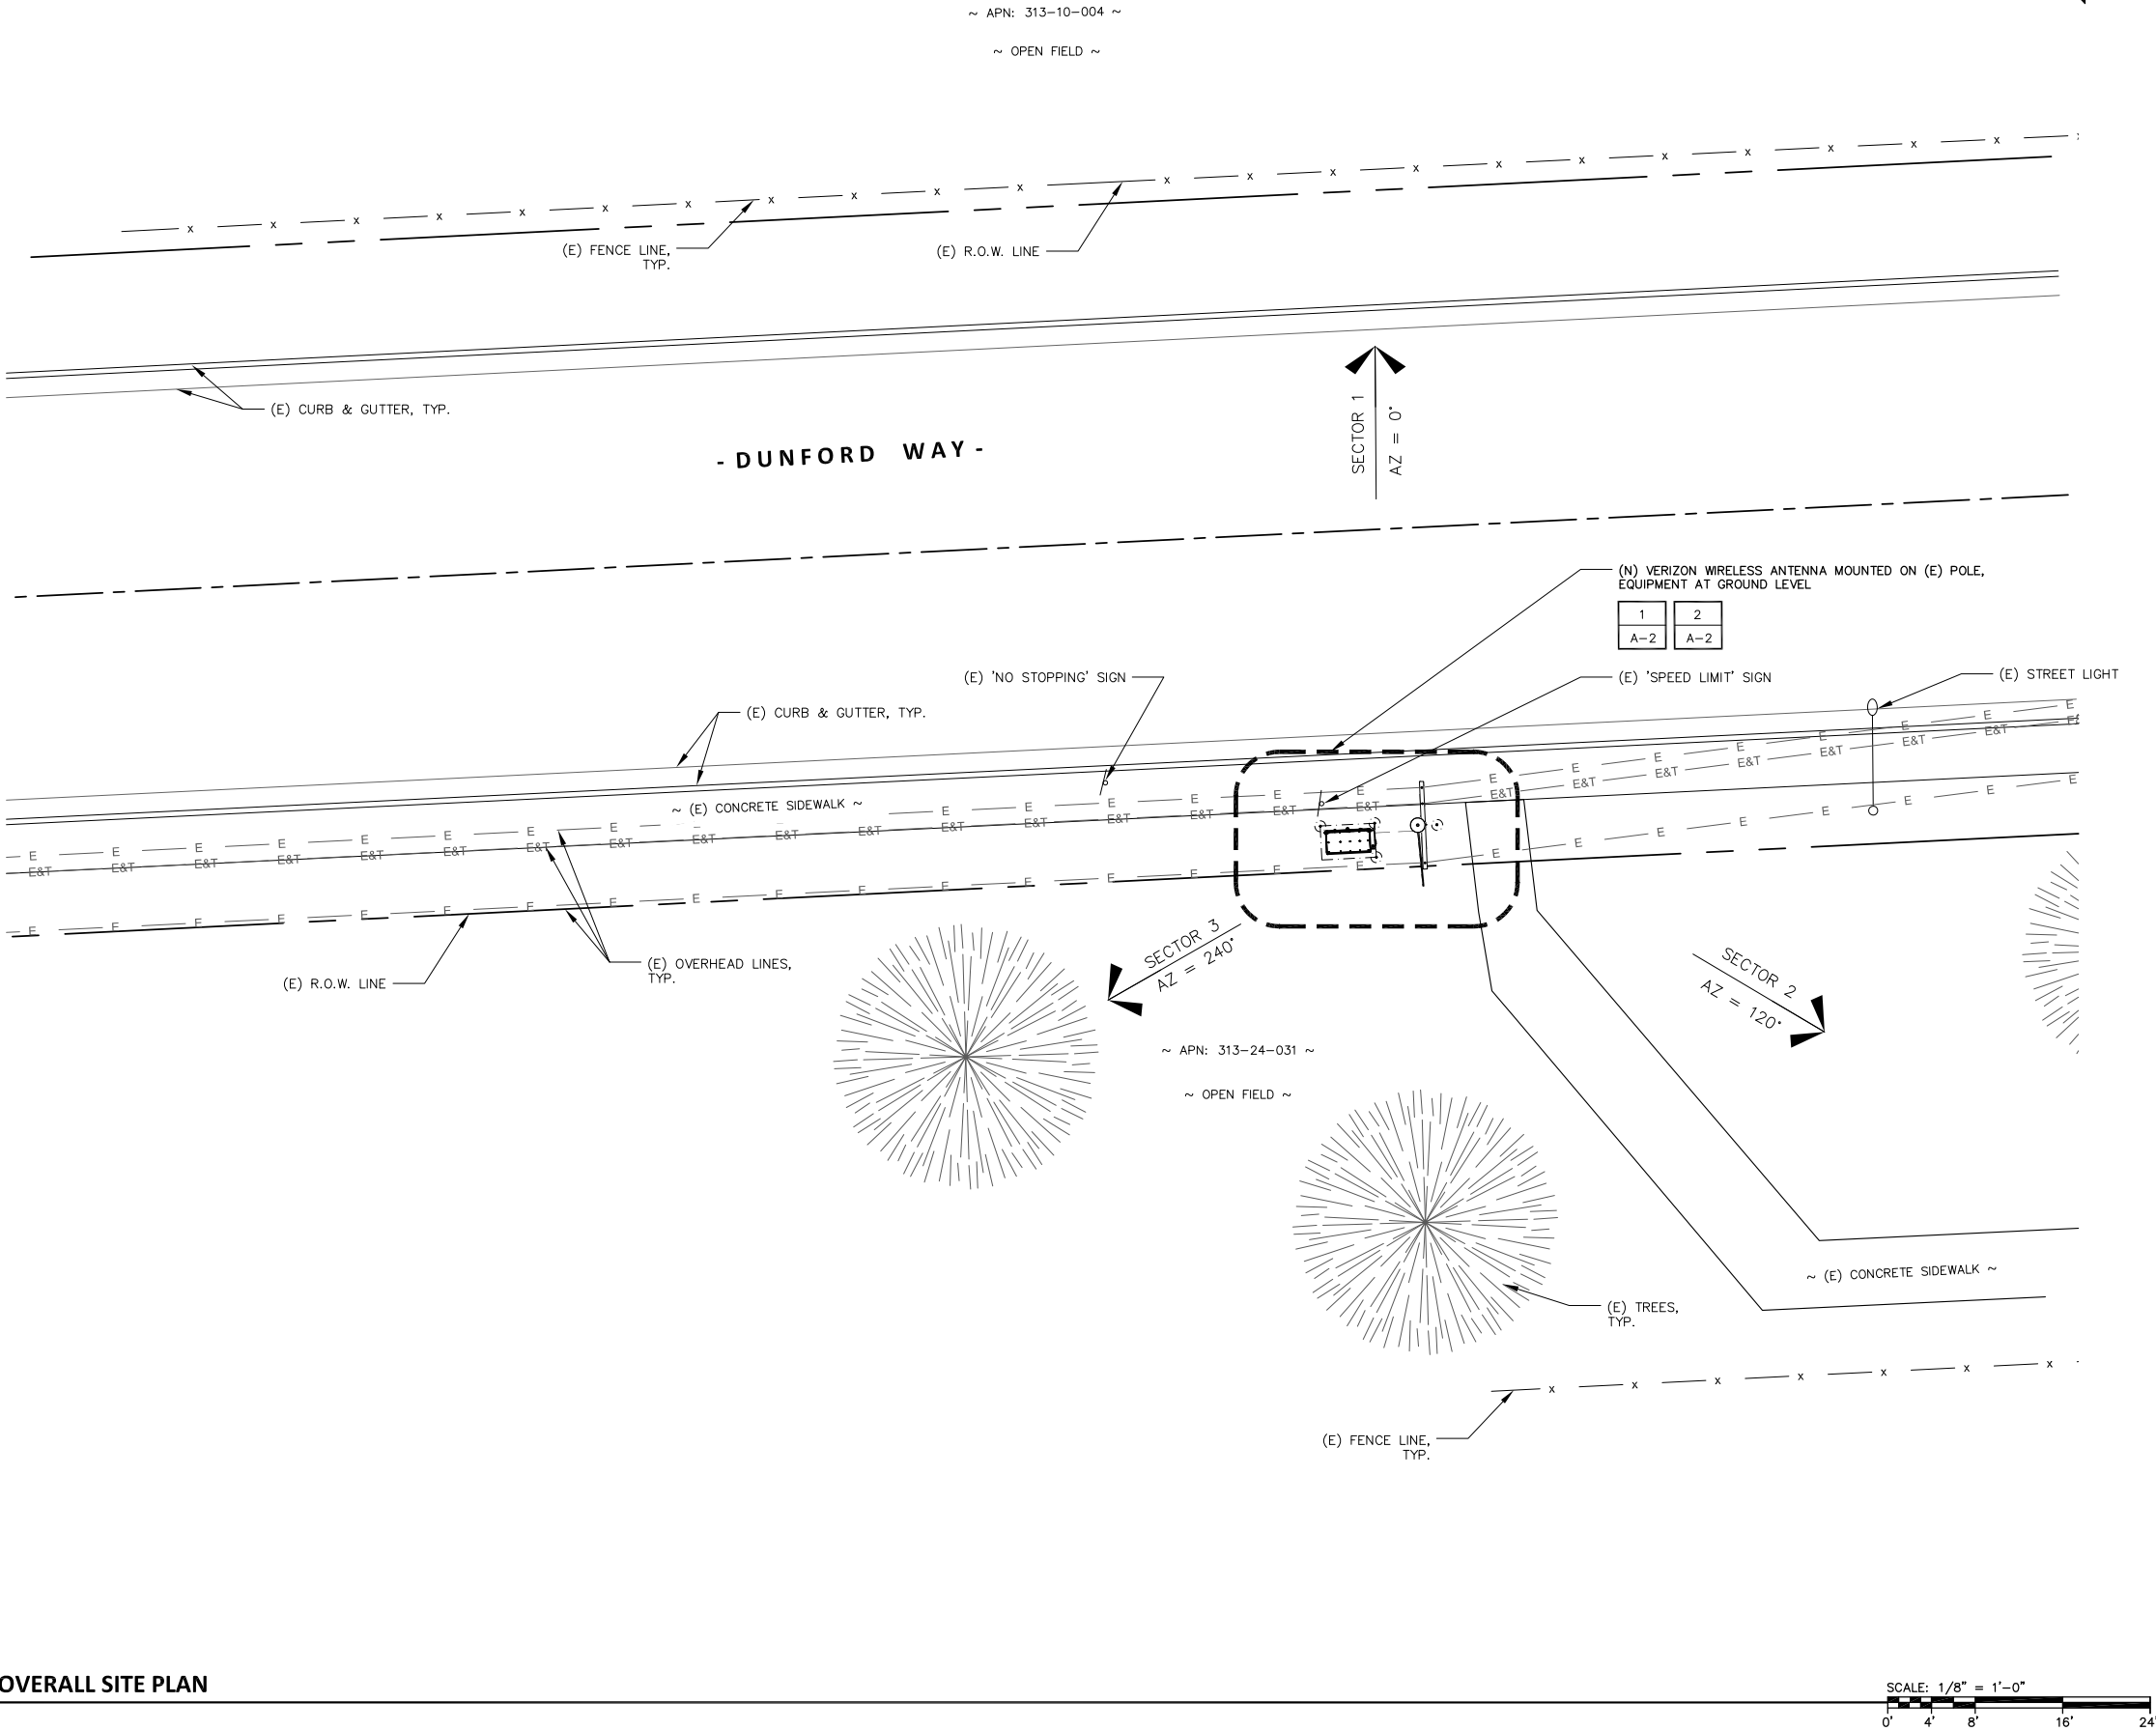 ~ APN: 313-10-004 ~
~ OPEN FIELD ~
(E) FENCE LINE,
TYP.
(E) R.O.W. LINE
(E) CURB & GUTTER, TYP.
SECTOR 1
AZ = 0°
- DUNFORD WAY -
(N) VERIZON WIRELESS ANTENNA MOUNTED ON (E) POLE,
EQUIPMENT AT GROUND LEVEL
1
A-2
2
A-2
(E) 'NO STOPPING' SIGN
(E) 'SPEED LIMIT' SIGN
(E) STREET LIGHT
(E) CURB & GUTTER, TYP.
~ (E) CONCRETE SIDEWALK ~
(E) OVERHEAD LINES,
TYP.
(E) R.O.W. LINE
SECTOR 3
AZ = 240°
SECTOR 2
AZ = 120°
~ APN: 313-24-031 ~
~ OPEN FIELD ~
~ (E) CONCRETE SIDEWALK ~
(E) TREES,
TYP.
(E) FENCE LINE,
TYP.
OVERALL SITE PLAN
SCALE: 1/8" = 1'-0"
0' 4' 8' 16' 24